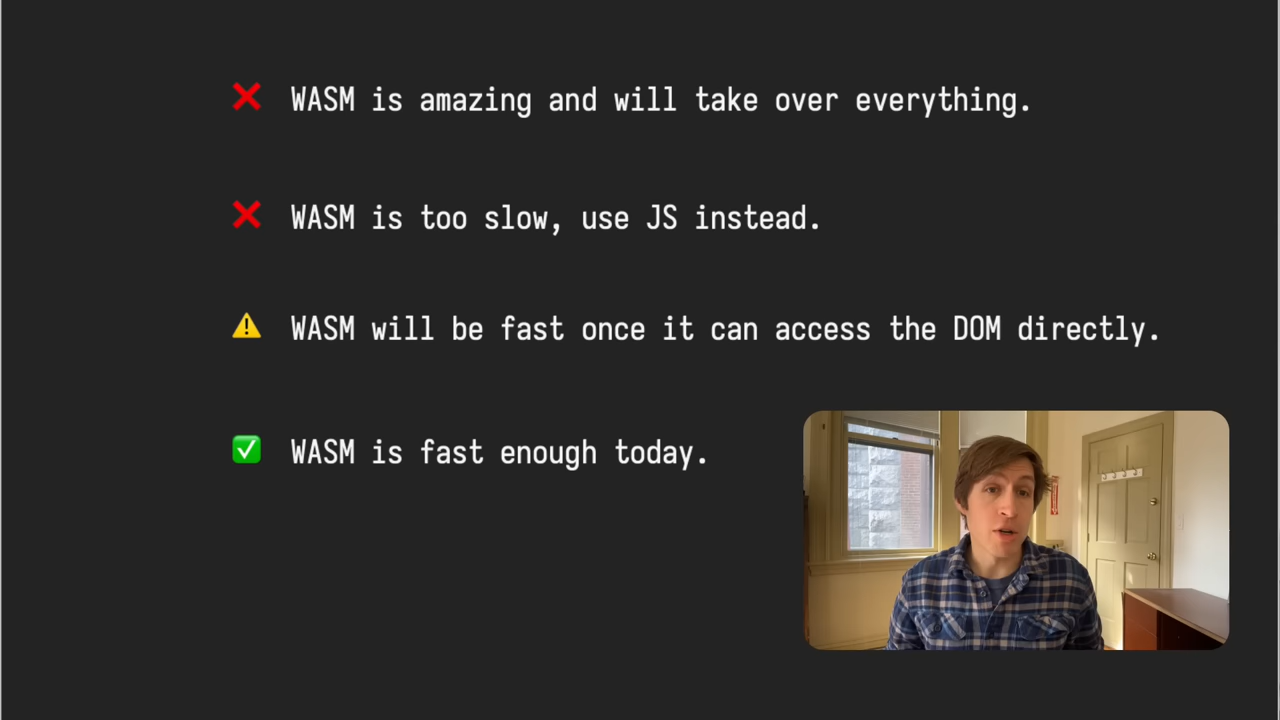 ❌ WASM is amazing and will take over everything.
❌ WASM is too slow, use JS instead.
⚠️ WASM will be fast once it can access the DOM directly.
✅ WASM is fast enough today.